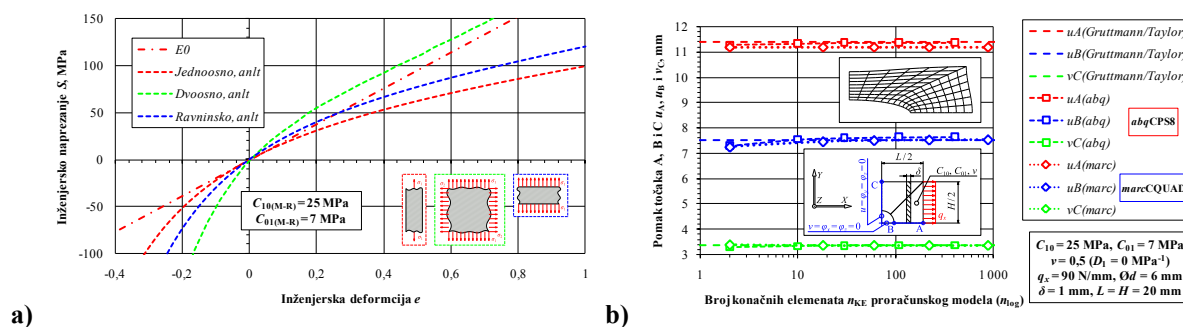 Inženjersko naprezanje S, MPa
150
100
50
0
-50
-100
E0
Jednoosno, anlt
Dvoosno, anlt
Ravninsko, anlt
C10(M-R) = 25 MPa
C01(M-R) = 7 MPa
-0,4 -0,2 0 0,2 0,4 0,6 0,8 1
Inženjerska deformcija e
a)
Pomak točaka A, B i C uA, uB i vC, mm
12
11
10
9
8
7
6
5
4
3
L / 2
δ
C10, C01, ν
Y
X
Z
C
B
A
H / 2
qx
u = φy = φz = 0
v = φx = φz = 0
1 10 100 1000
Broj konačnih elemenata nKE proračunskog modela (nlog)
b)
uA(Gruttmann/Taylor)
uB(Gruttmann/Taylor)
vC(Gruttmann/Taylor)
uA(abq)
uB(abq)
vC(abq)
uA(marc)
uB(marc)
vC(marc)
abqCPS8
marcCQUAD
C10 = 25 MPa, C01 = 7 MPa
ν = 0,5 (D1 = 0 MPa-1)
qx = 90 N/mm, Ød = 6 mm
δ = 1 mm, L = H = 20 mm